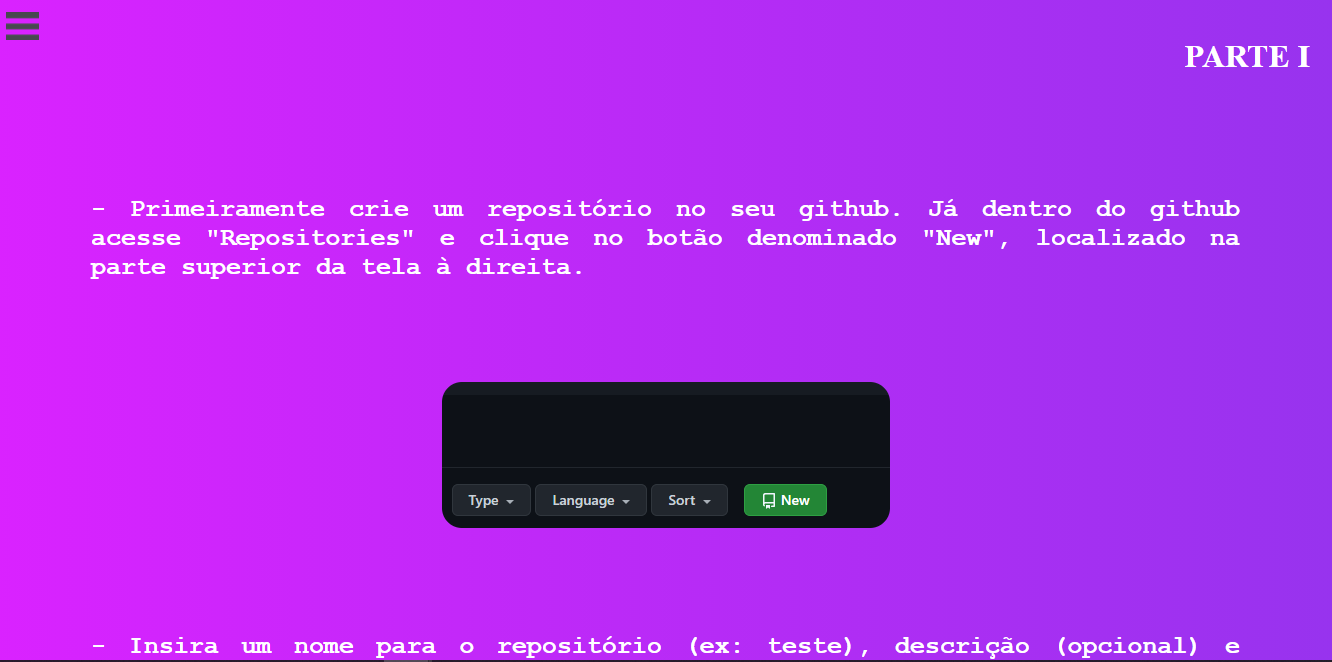 PARTE I
- Primeiramente crie um repositório no seu github. Já dentro do github
acesse "Repositories" e clique no botão denominado "New", localizado na
parte superior da tela à direita.
Type Language Sort New
- Insira um nome para o repositório (ex: teste), descrição (opcional) e